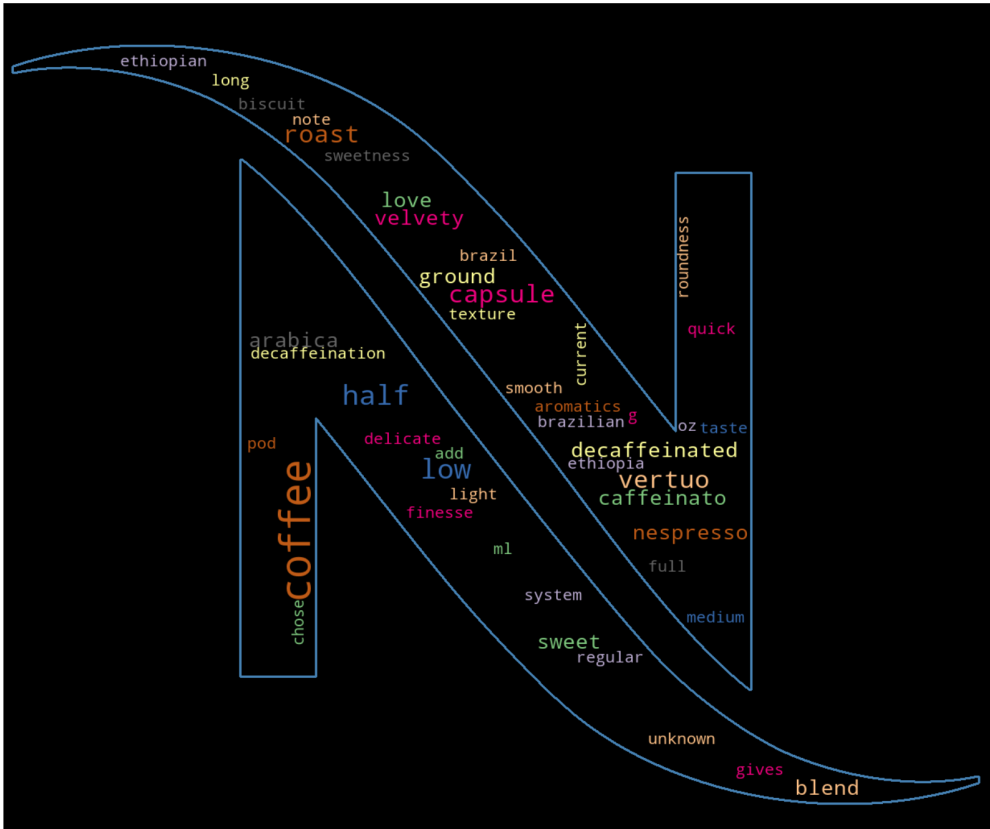 ethiopian
long
biscuit
note
roast
sweetness
love
velvety
roundness
brazil
ground
capsule
texture
quick
current
arabica
decaffeination
smooth
half
aromatics
g
brazilian
oz
taste
delicate
pod
add
decaffeinated
ethiopia
low
vertuo
light
caffeinato
finesse
coffee
nespresso
ml
full
system
chose
medium
sweet
regular
unknown
gives
blend